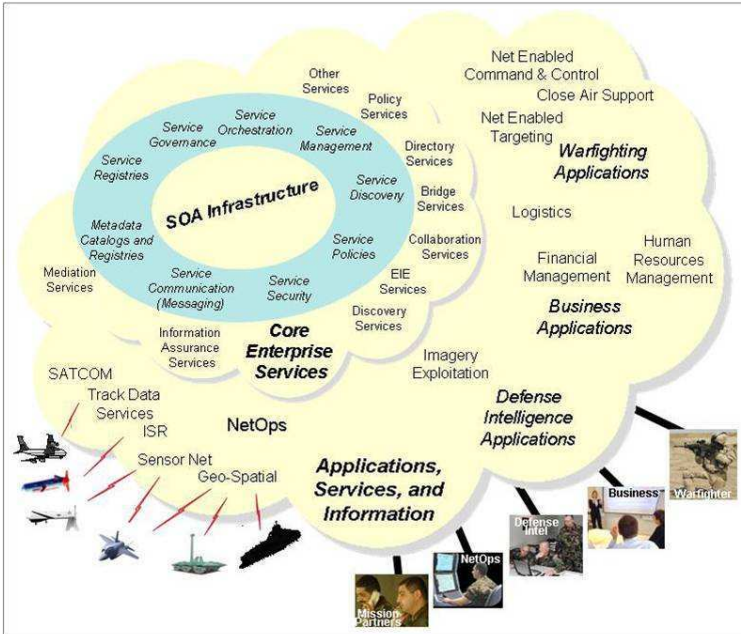 Net Enabled
Command & Control
Close Air Support
Net Enabled
Targeting
Warfighting
Applications
Other
Services
Policy
Services
Directory
Services
Bridge
Services
Collaboration
Services
EIE
Services
Discovery
Services
Service
Orchestration
Service
Governance
Service
Management
Service
Registries
Service
Discovery
SOA Infrastructure
Metadata
Catalogs and
Registries
Service
Policies
Service
Communication
(Messaging)
Service
Security
Mediation
Services
Information
Assurance
Services
Core
Enterprise
Services
Logistics
Financial
Management
Human
Resources
Management
Business
Applications
Imagery
Exploitation
Defense
Intelligence
Applications
SATCOM
Track Data
Services
ISR
Sensor Net
Geo-Spatial
NetOps
Applications,
Services, and
Information
Warfighter
Business
Defense
Intel
NetOps
Mission
Partners